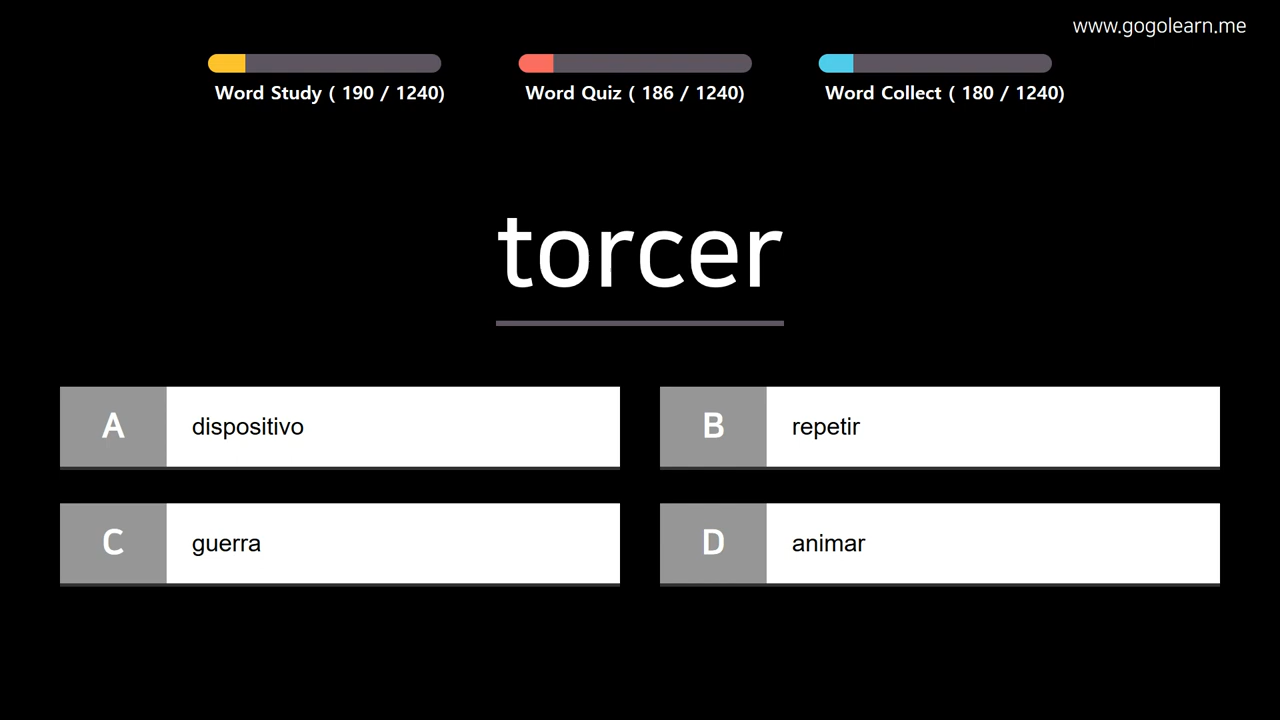 www.gogolearn.me
Word Study ( 190 / 1240)
Word Quiz ( 186 / 1240)
Word Collect ( 180 / 1240)
torcer
A
dispositivo
B
repetir
C
guerra
D
animar